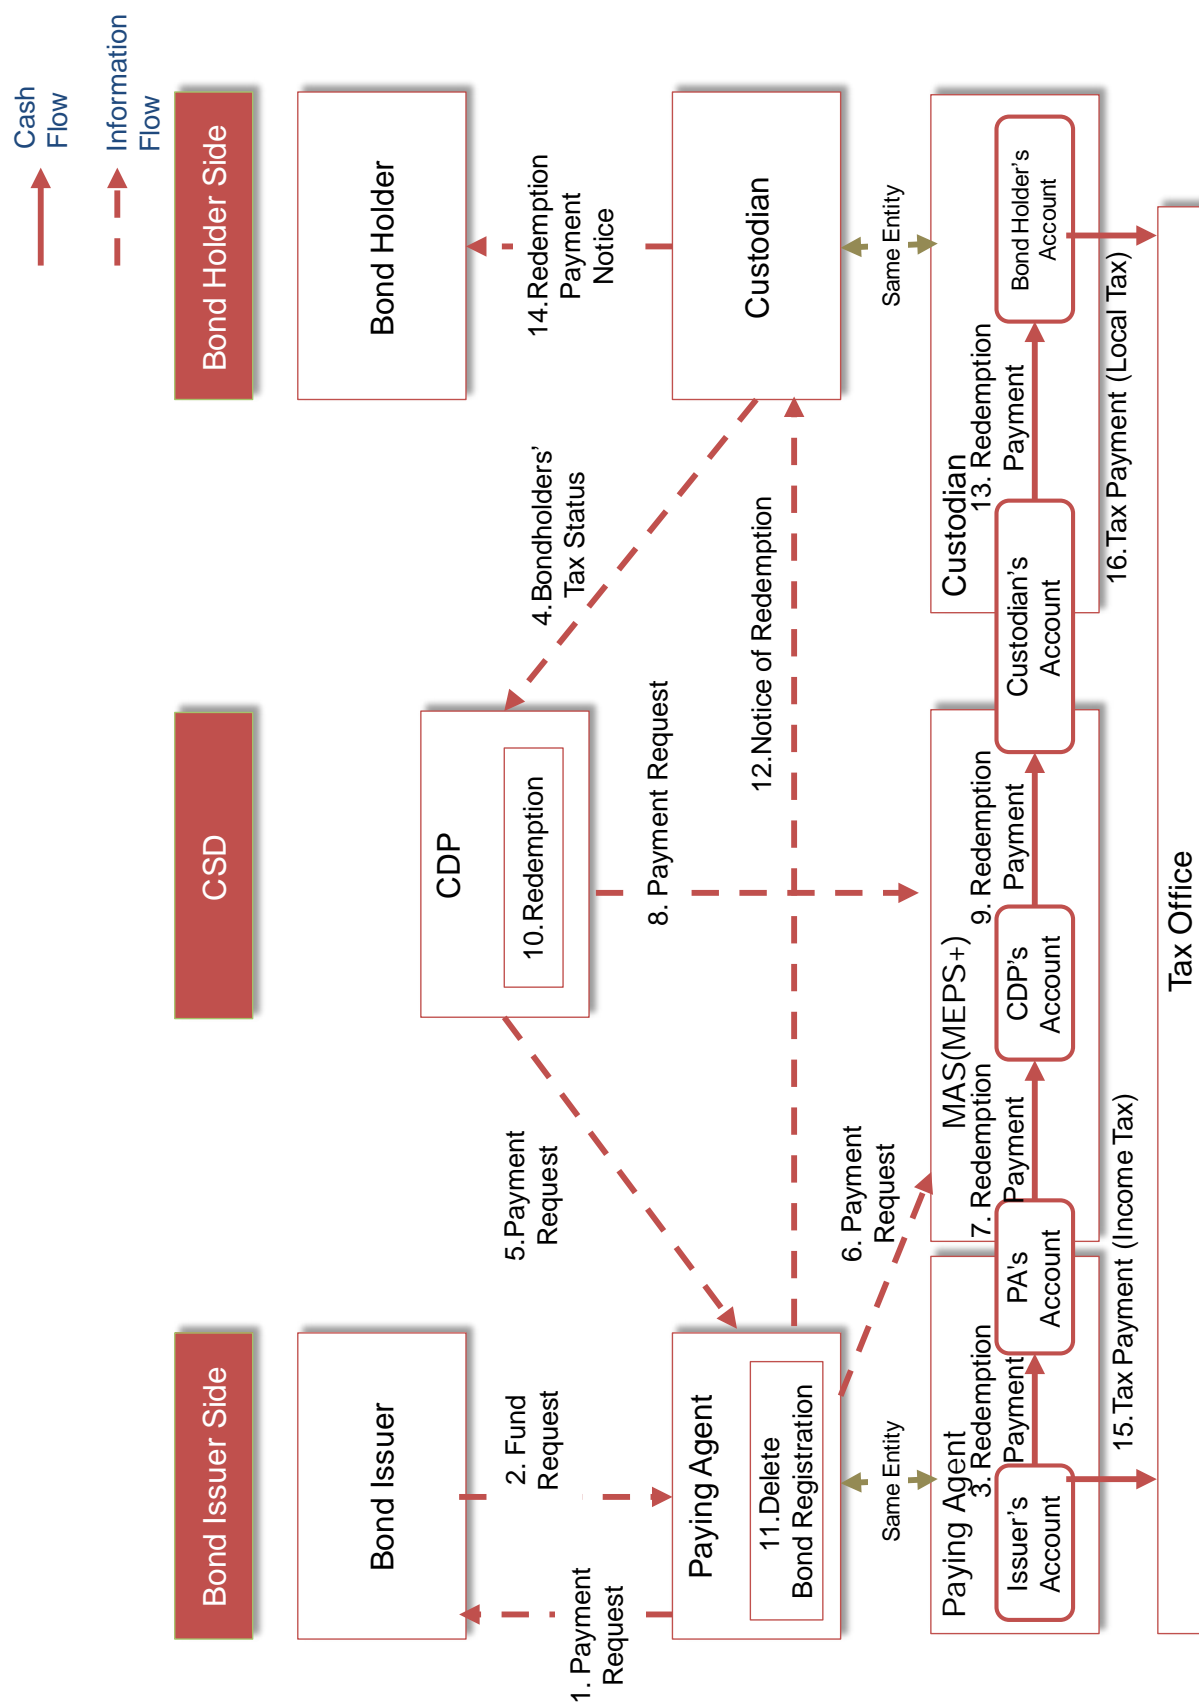 Cash
Flow
Information
Flow
Bond Issuer Side
CSD
Bond Holder Side
Bond Issuer
Bond Holder
1. Payment
Request
2. Fund
Request
CDP
10.Redemption
4.Bondholders'
Tax Status
14.Redemption
Payment
Notice
5.Payment
Request
8. Payment Request
Paying Agent
11.Delete
Bond Registration
12.Notice of Redemption
Custodian
6. Payment
Request
Same Entity
Same Entity
Paying Agent
3. Redemption
Payment
Issuer's
Account
PA's
Account
MAS(MEPS+)
7. Redemption
Payment
CDP's
Account
9. Redemption
Payment
Custodian's
Account
Custodian
13. Redemption
Payment
Bond Holder's
Account
15.Tax Payment (Income Tax)
16.Tax Payment (Local Tax)
Tax Office